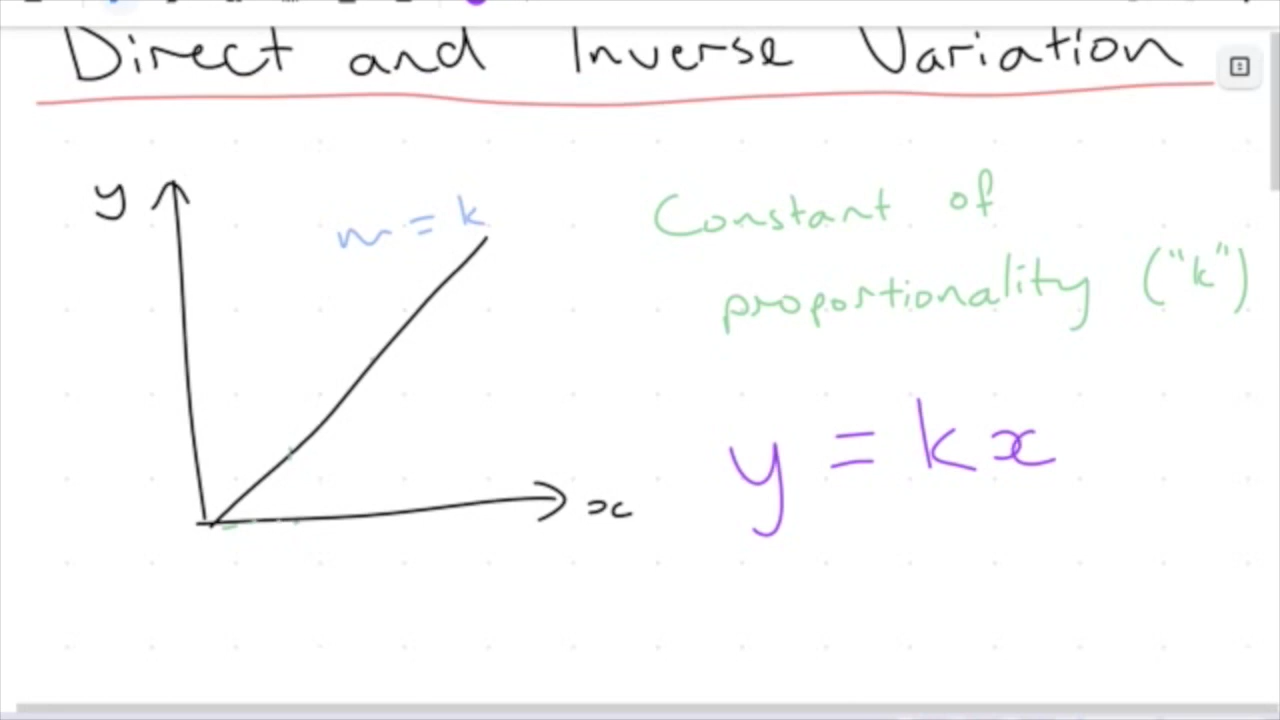 Direct and Inverse Variation
y
m = k
Constant of
proportionality ("k")
y = kx
x